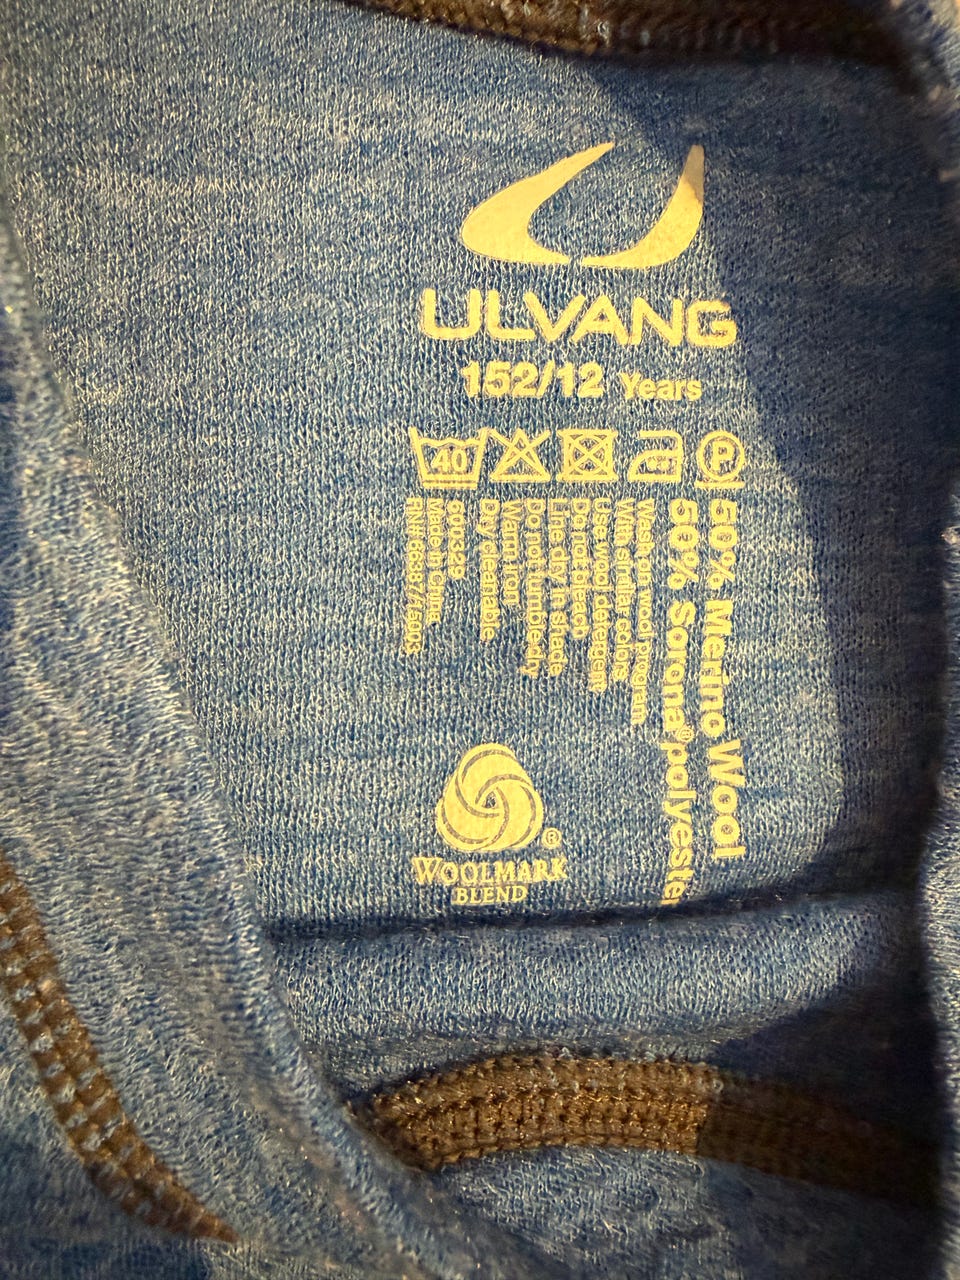 ULVANG
152/12 Years
40
P
50% Merino Wool
50% Sorona® polyester
Wash on wool program
With similar colors
Use wool detergent
Do not bleach
Line dry in shade
Do not tumble dry
Warm iron
Dry cleanable
Made in China
®
WOOLMARK
BLEND